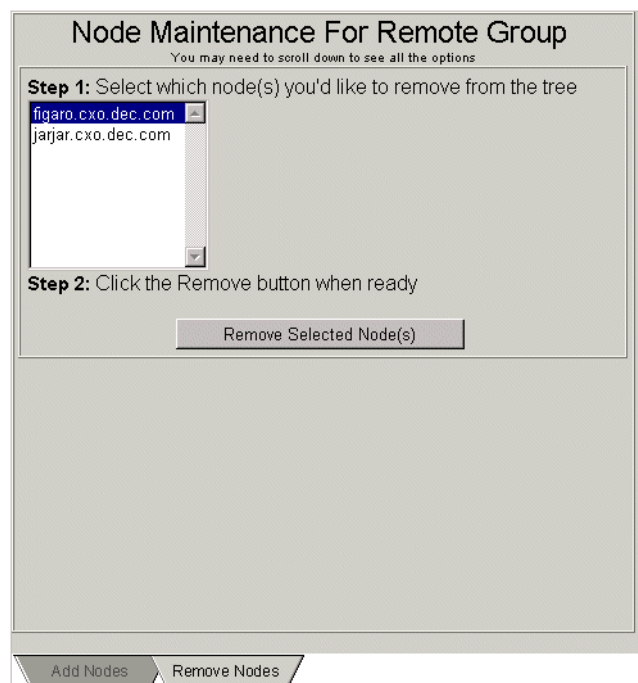 Node Maintenance For Remote Group
You may need to scroll down to see all the options
Step 1: Select which node(s) you'd like to remove from the tree
figaro.cxo.dec.com
jarjar.cxo.dec.com
Step 2: Click the Remove button when ready
Remove Selected Node(s)
Add Nodes
Remove Nodes